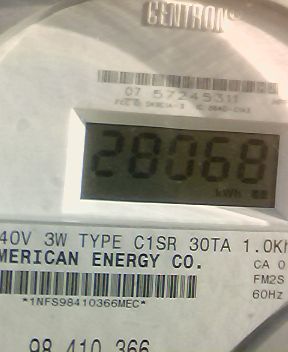 CENTRON®
07 57245311
28068
kWh
40V 3W TYPE C1SR 30TA 1.0Kh
MERICAN ENERGY CO.
CA 0
FM2S
*1NFS98410366MEC*
60Hz
98 410 366